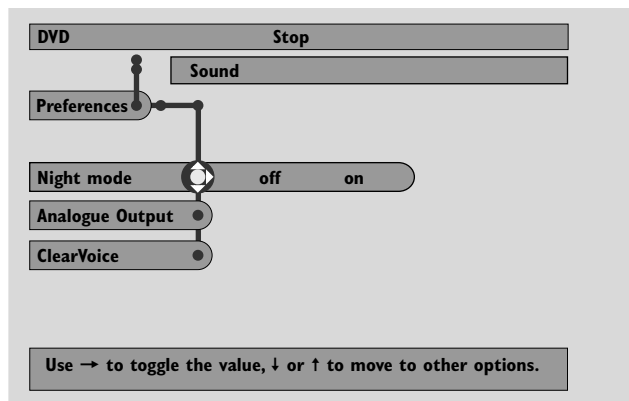 DVD Stop
Sound
Preferences
Night mode off on
Analogue Output
ClearVoice
Use → to toggle the value, ↓ or ↑ to move to other options.